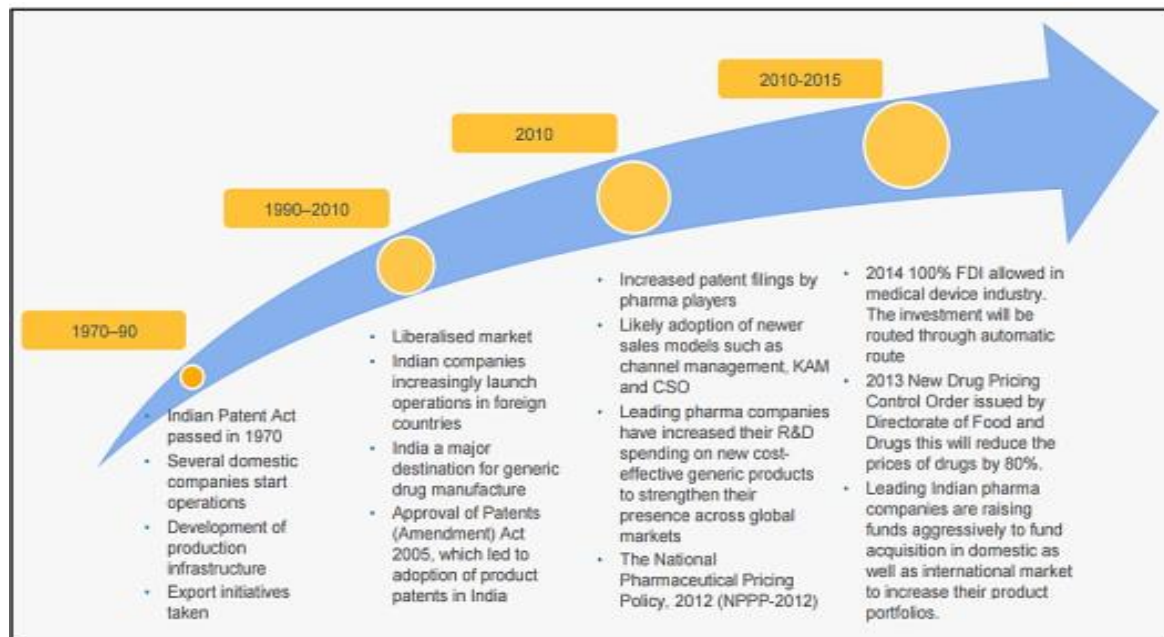 1970–90
• Indian Patent Act
passed in 1970
• Several domestic
companies start
operations
• Development of
production
infrastructure
• Export initiatives
taken
1990–2010
• Liberalised market
• Indian companies
increasingly launch
operations in foreign
countries
• India a major
destination for generic
drug manufacture
• Approval of Patents
(Amendment) Act
2005, which led to
adoption of product
patents in India
2010
• Increased patent filings by
pharma players
• Likely adoption of newer
sales models such as
channel management, KAM
and CSO
• Leading pharma companies
have increased their R&D
spending on new cost-
effective generic products
to strengthen their
presence across global
markets
• The National
Pharmaceutical Pricing
Policy, 2012 (NPPP-2012)
2010-2015
• 2014 100% FDI allowed in
medical device industry.
The investment will be
routed through automatic
route
• 2013 New Drug Pricing
Control Order issued by
Directorate of Food and
Drugs this will reduce the
prices of drugs by 80%.
• Leading Indian pharma
companies are raising
funds aggressively to fund
acquisition in domestic as
well as international market
to increase their product
portfolios.